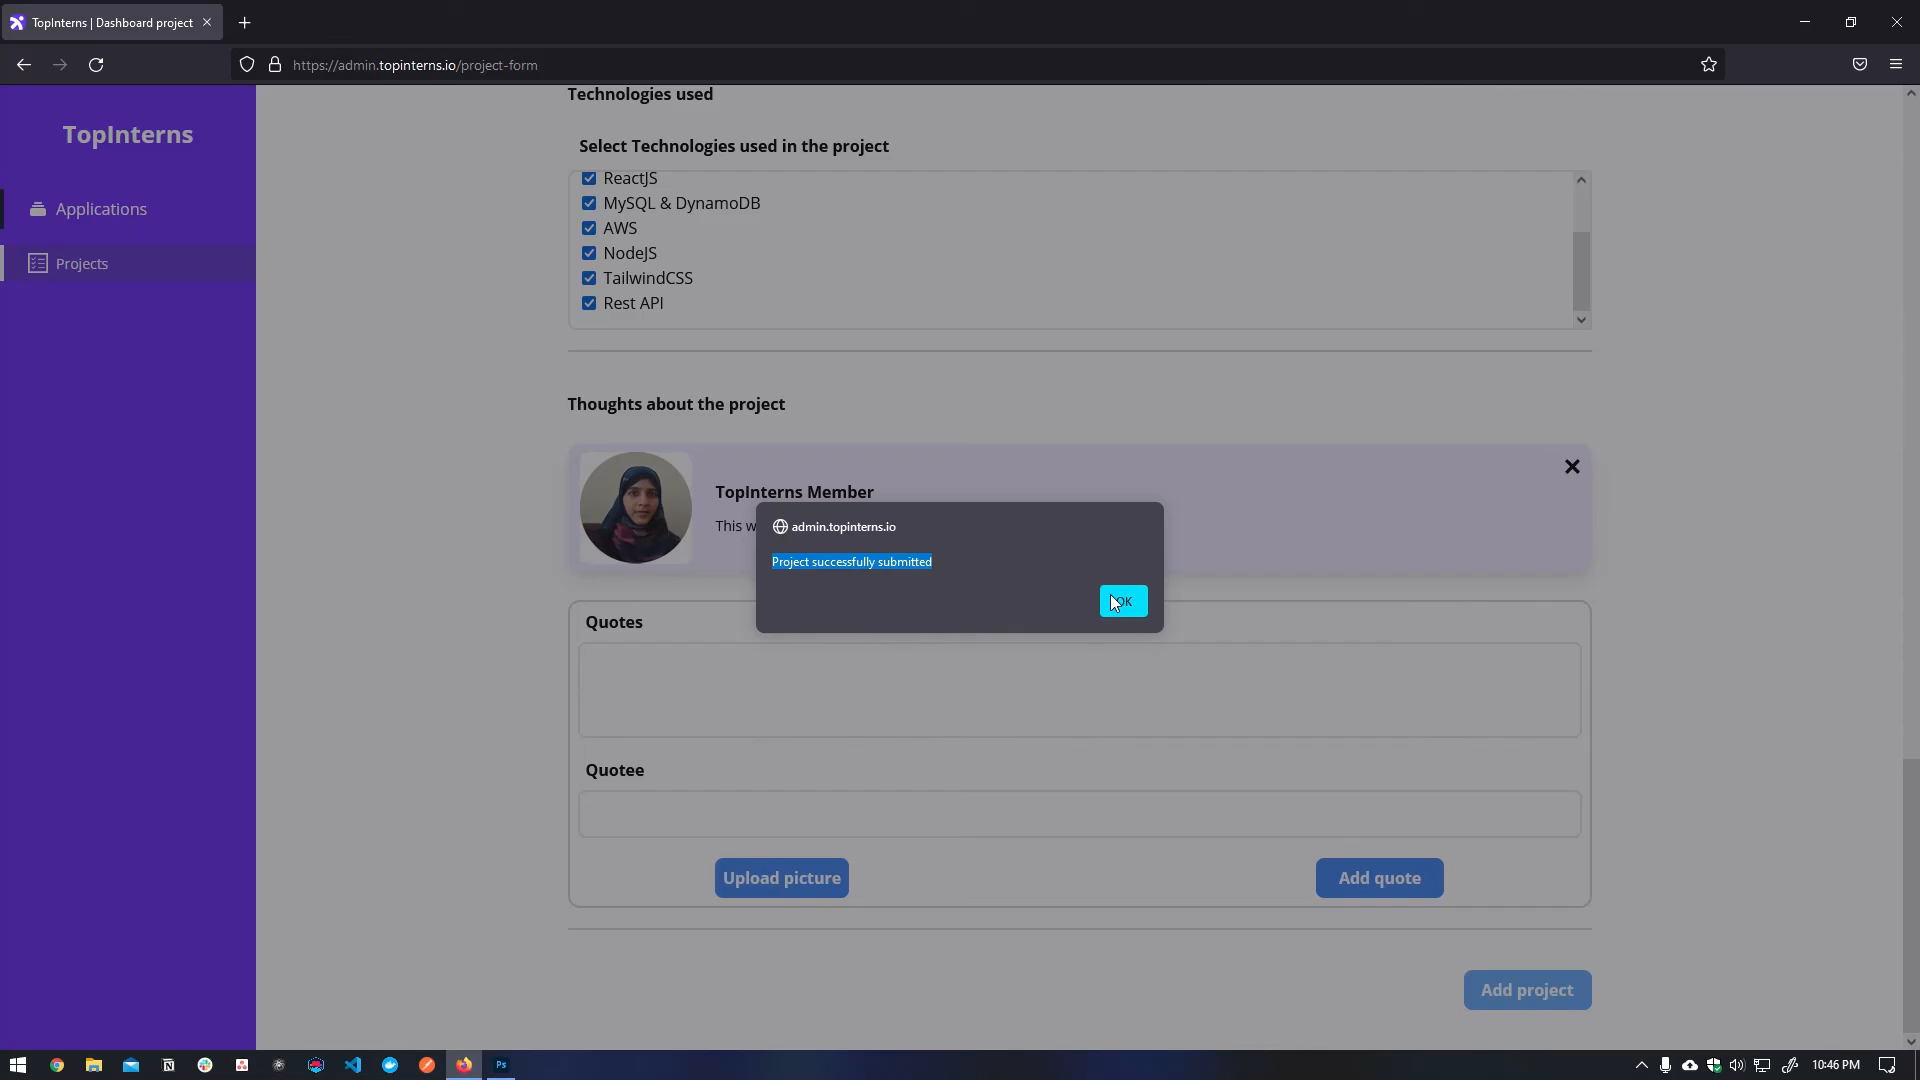 TopInterns | Dashboard project
https://admin.topinterns.io/project-form
TopInterns
Applications
Projects
Technologies used
Select Technologies used in the project
ReactJS
MySQL & DynamoDB
AWS
NodeJS
TailwindCSS
Rest API
Thoughts about the project
TopInterns Member
This w
admin.topinterns.io
Project successfully submitted
OK
Quotes
Quotee
Upload picture
Add quote
Add project
N
Ps
10:46 PM